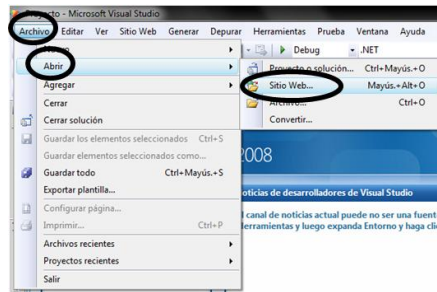 Proyecto - Microsoft Visual Studio
Archivo Editar Ver Sitio Web Generar Depurar Herramientas Prueba Ventana Ayuda
Debug .NET
Nuevo
Abrir
Agregar
Cerrar
Cerrar solución
Guardar los elementos seleccionados Ctrl+S
Guardar elementos seleccionados como...
Guardar todo Ctrl+Mayús.+S
Exportar plantilla...
Configurar página...
Imprimir... Ctrl+P
Archivos recientes
Proyectos recientes
Salir
Proyecto o solución... Ctrl+Mayús.+O
Sitio Web... Mayús.+Alt+O
Archivo... Ctrl+O
Convertir...
2008
oticias de desarrolladores de Visual Studio
l canal de noticias actual puede no ser una fuent
erramientas y luego expanda Entorno y haga cli